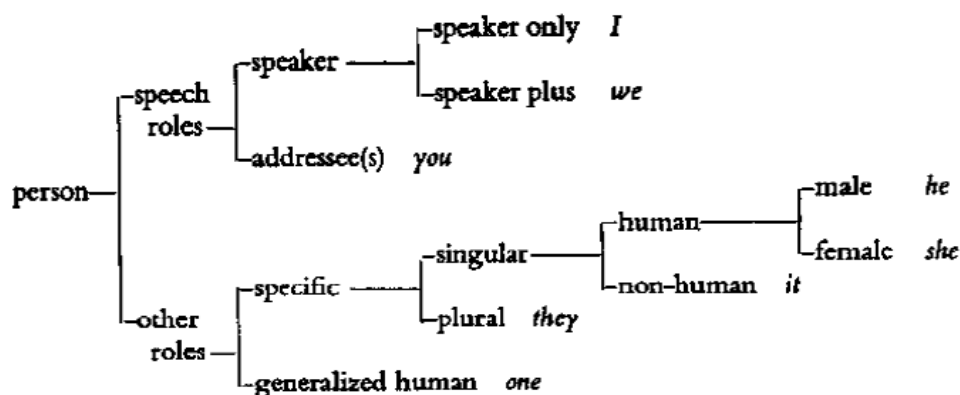 speaker only I
speaker
speech
speaker plus we
roles
addressee(s) you
person
male he
human
singular
female she
specific
non-human it
other
plural they
roles
generalized human one